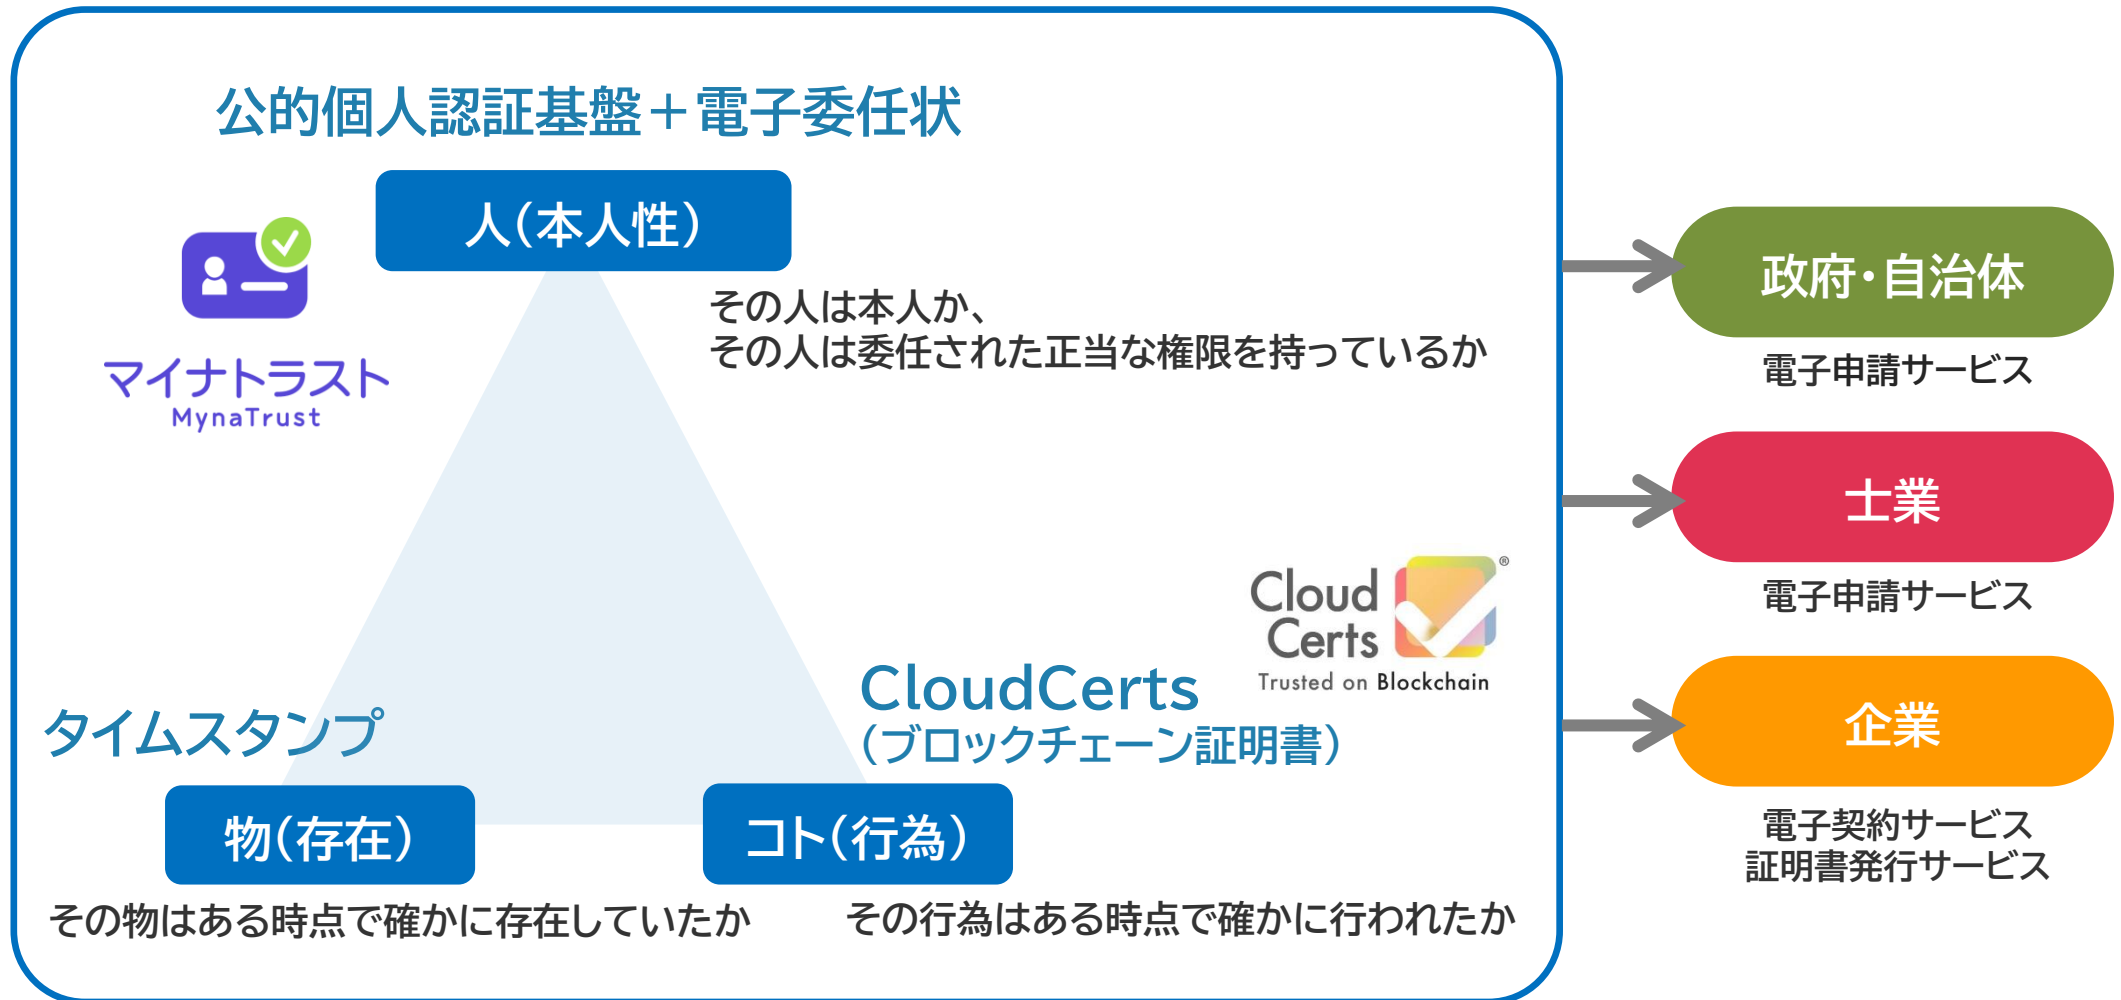 公的個人認証基盤＋電子委任状
人(本人性)
マイナトラスト
MynaTrust
その人は本人か、
その人は委任された正当な権限を持っているか
Cloud
Certs
®
Trusted on Blockchain
タイムスタンプ
CloudCerts
(ブロックチェーン証明書)
物(存在)
コト(行為)
その物はある時点で確かに存在していたか
その行為はある時点で確かに行われたか
政府・自治体
電子申請サービス
士業
電子申請サービス
企業
電子契約サービス
証明書発行サービス